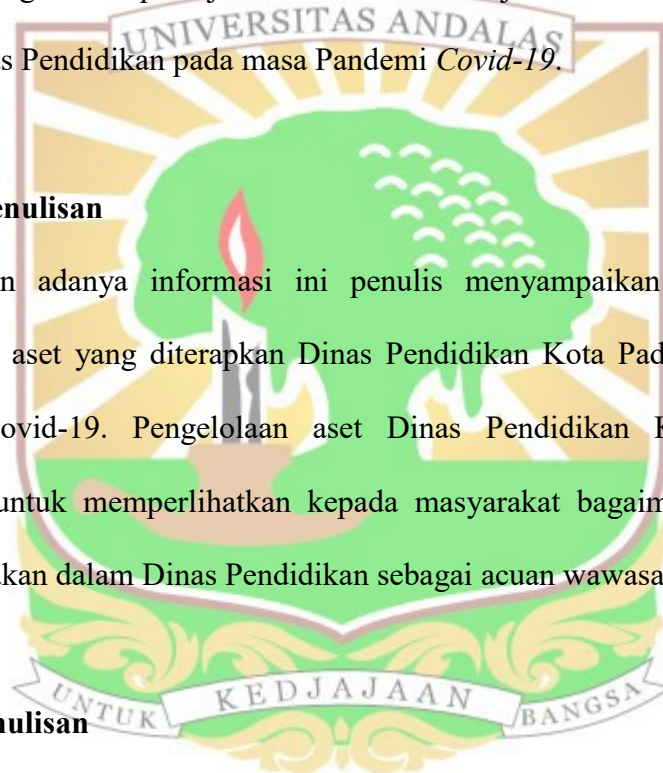 UNIVERSITAS ANDALAS
s Pendidikan pada masa Pandemi Covid-19.
enulisan
n adanya informasi ini penulis menyampaikan
aset yang diterapkan Dinas Pendidikan Kota Pad
ovid-19. Pengelolaan aset Dinas Pendidikan K
untuk memperlihatkan kepada masyarakat bagaim
kan dalam Dinas Pendidikan sebagai acuan wawasa
UNTUK KEDJAJAAN BANGSA
nulisan